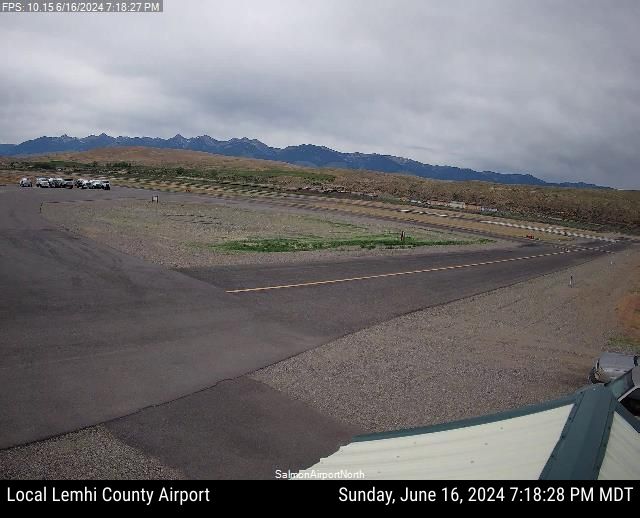 FPS: 10.15 6/16/2024 7:18:27 PM
SalmonAirportNorth
Local Lemhi County Airport Sunday, June 16, 2024 7:18:28 PM MDT